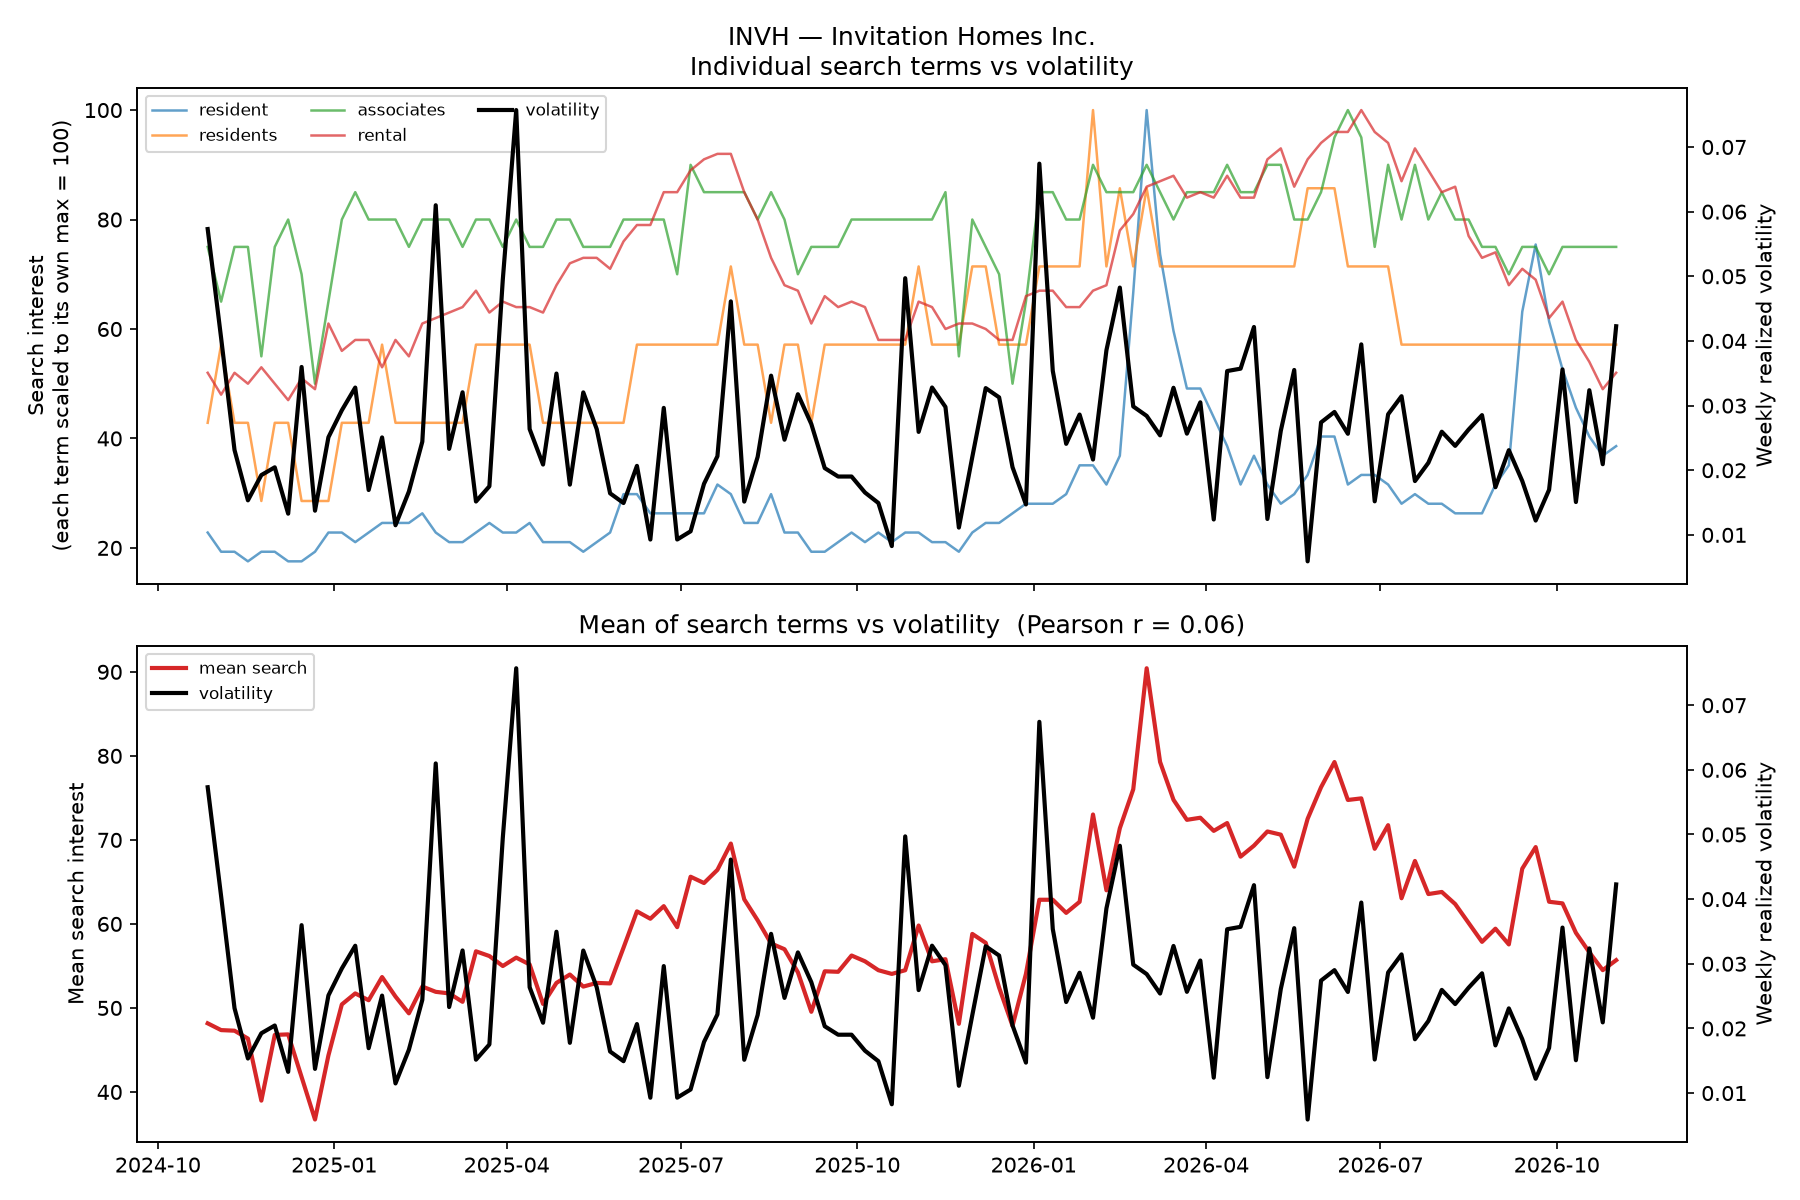 INVH — Invitation Homes Inc.
Individual search terms vs volatility
resident
residents
associates
rental
volatility
Search interest
(each term scaled to its own max = 100)
100
80
60
40
20
0.07
0.06
0.05
0.04
0.03
0.02
0.01
Weekly realized volatility
Mean of search terms vs volatility (Pearson r = 0.06)
mean search
volatility
Mean search interest
90
80
70
60
50
40
0.07
0.06
0.05
0.04
0.03
0.02
0.01
Weekly realized volatility
2024-10
2025-01
2025-04
2025-07
2025-10
2026-01
2026-04
2026-07
2026-10